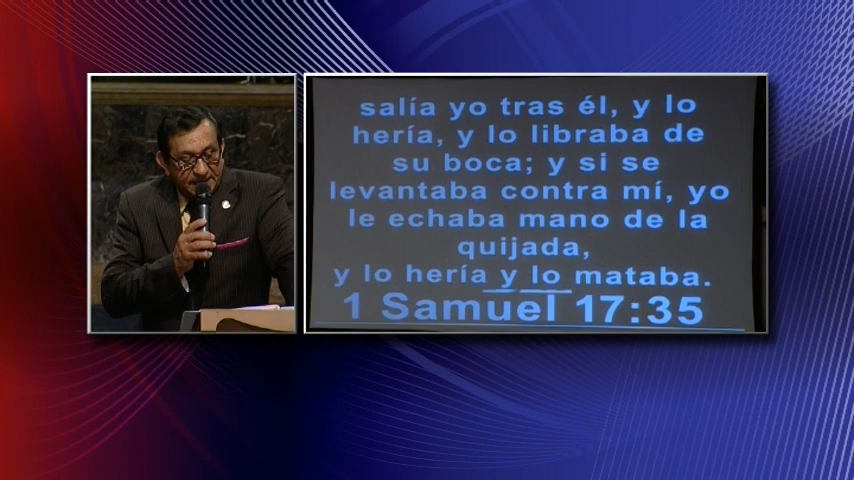 salía yo tras él, y lo
hería, y lo libraba de
su boca; y si se
levantaba contra mí, yo
le echaba mano de la
quijada,
y lo hería y lo mataba.
1 Samuel 17:35